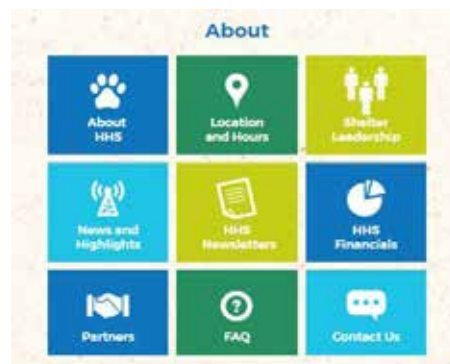 About
About
HHS
Location
and Hours
Shelter
Leadership
News and
Highlights
HHS
Newsletters
HHS
Financials
Partners
?
FAQ
Contact Us